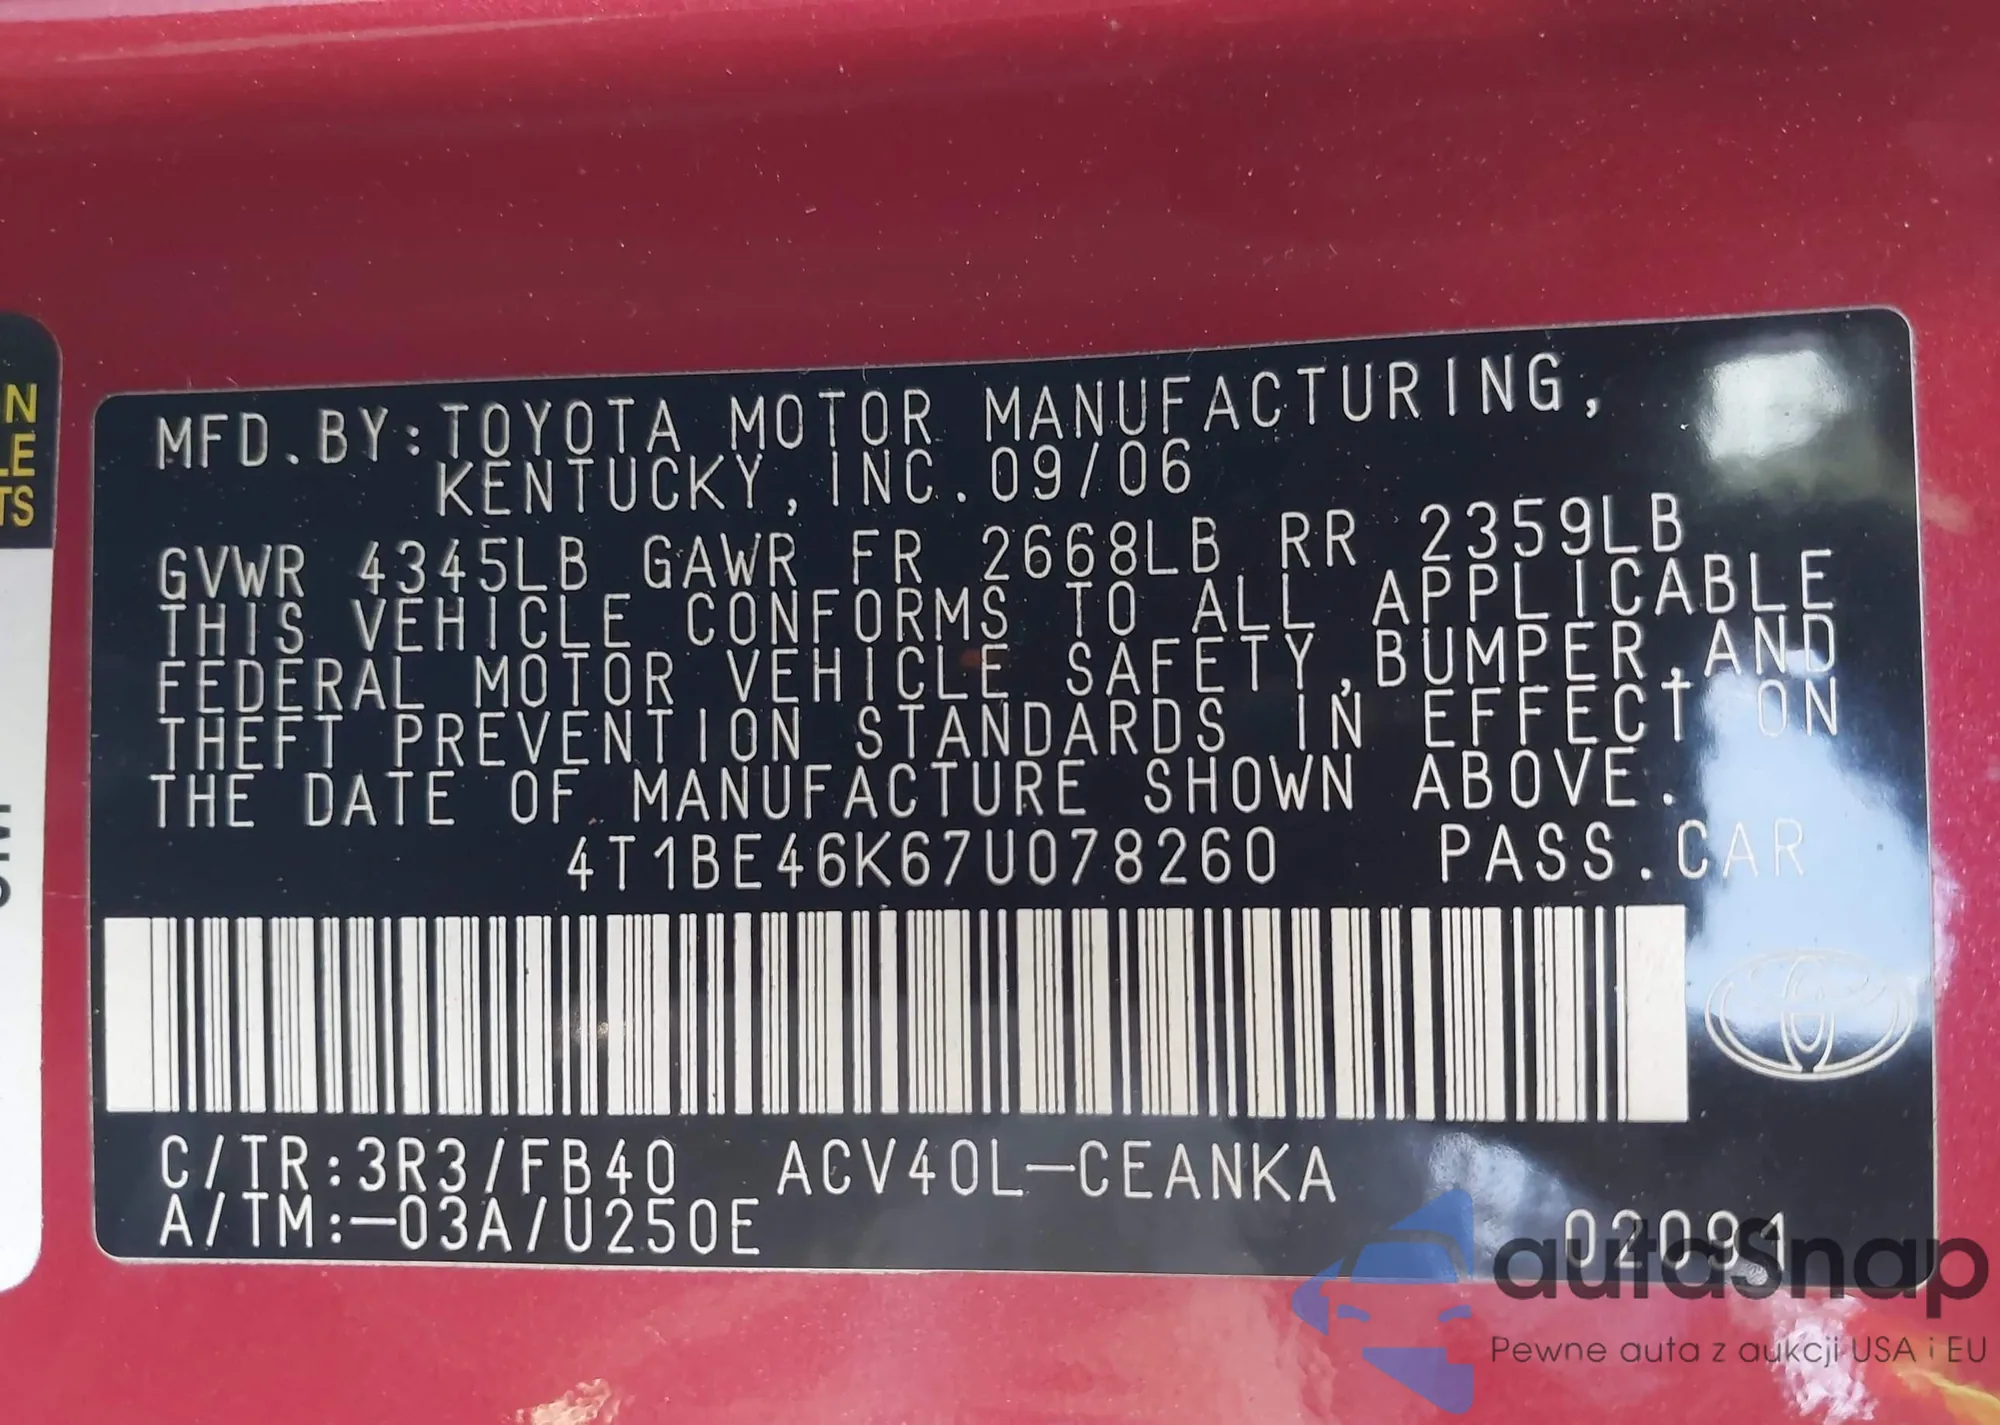 N
LE
TS
MFD.BY:TOYOTA MOTOR MANUFACTURING,
KENTUCKY, INC.09/06
GVWR 4345LB GAWR FR 2668LB RR 2359LB
THIS VEHICLE CONFORMS TO ALL APPLICABLE
FEDERAL MOTOR VEHICLE SAFETY,BUMPER,AND
THEFT PREVENTION STANDARDS IN EFFECT ON
THE DATE OF MANUFACTURE SHOWN ABOVE.
4T1BE46K67U078260 PASS.CAR
C/TR:3R3/FB40 ACV40L-CEANKA
A/TM:-03A/U250E
02091
autaSnap
Pewne auta z aukcji USA i EU